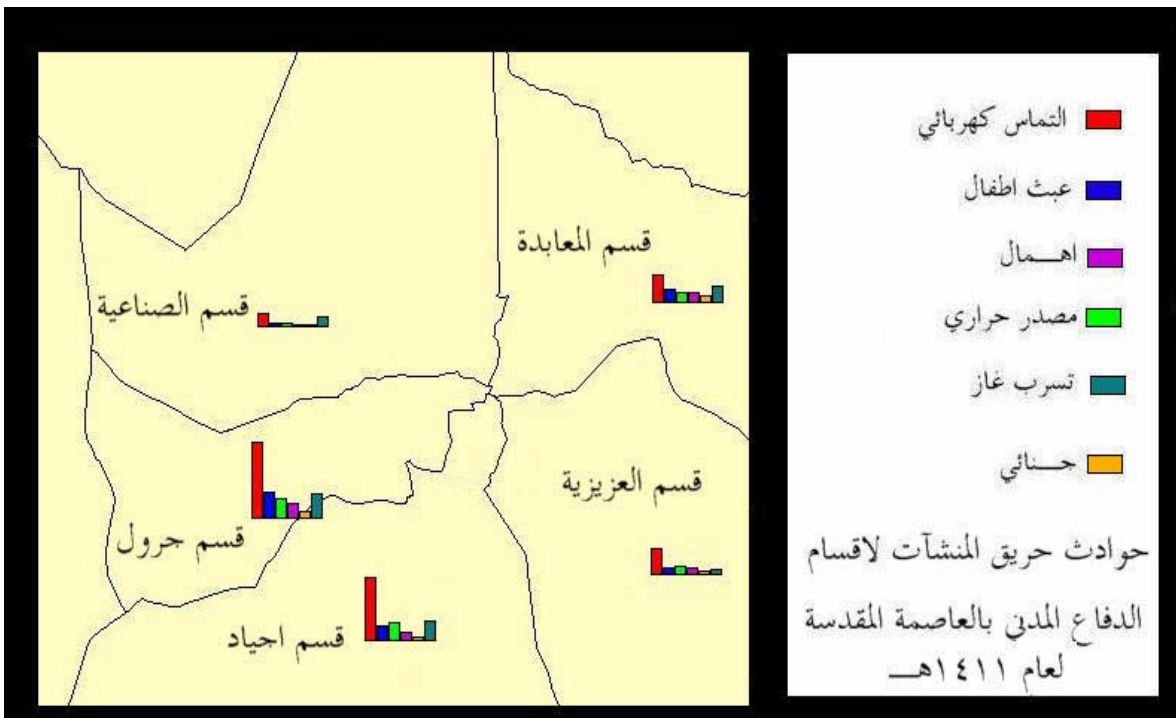 التماس كهربائي
عبث اطفال
اهـــمال
مصدر حراري
تسرب غاز
جـــنائي
حوادث حريق المنشآت لاقسام
الدفاع المدني بالعاصمة المقدسة
لعام ١٤١١هـــ
قسم المعابدة
قسم الصناعية
قسم العزيزية
قسم جرول
قسم اجياد